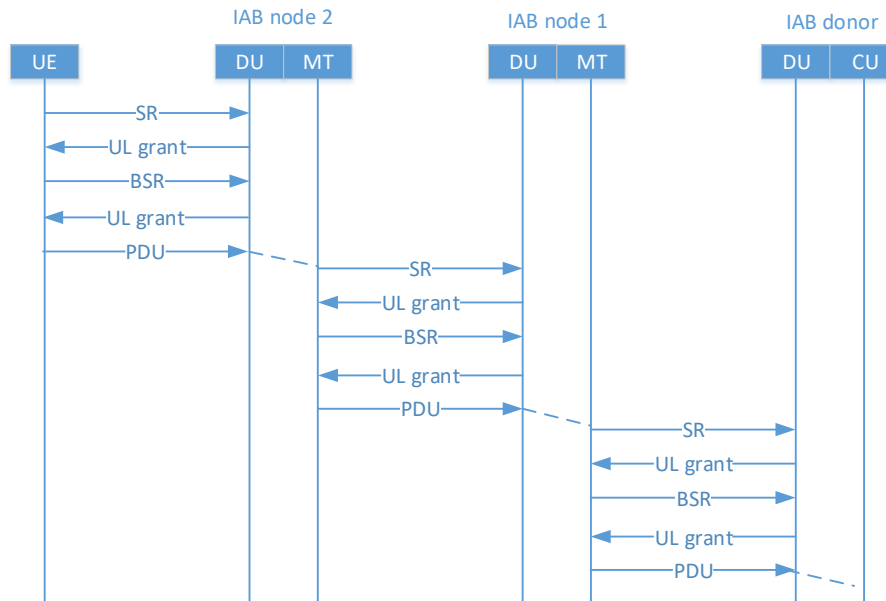 IAB node 2
IAB node 1
IAB donor
UE
DU
MT
DU
MT
DU
CU
SR
UL grant
BSR
UL grant
PDU
SR
UL grant
BSR
UL grant
PDU
SR
UL grant
BSR
UL grant
PDU